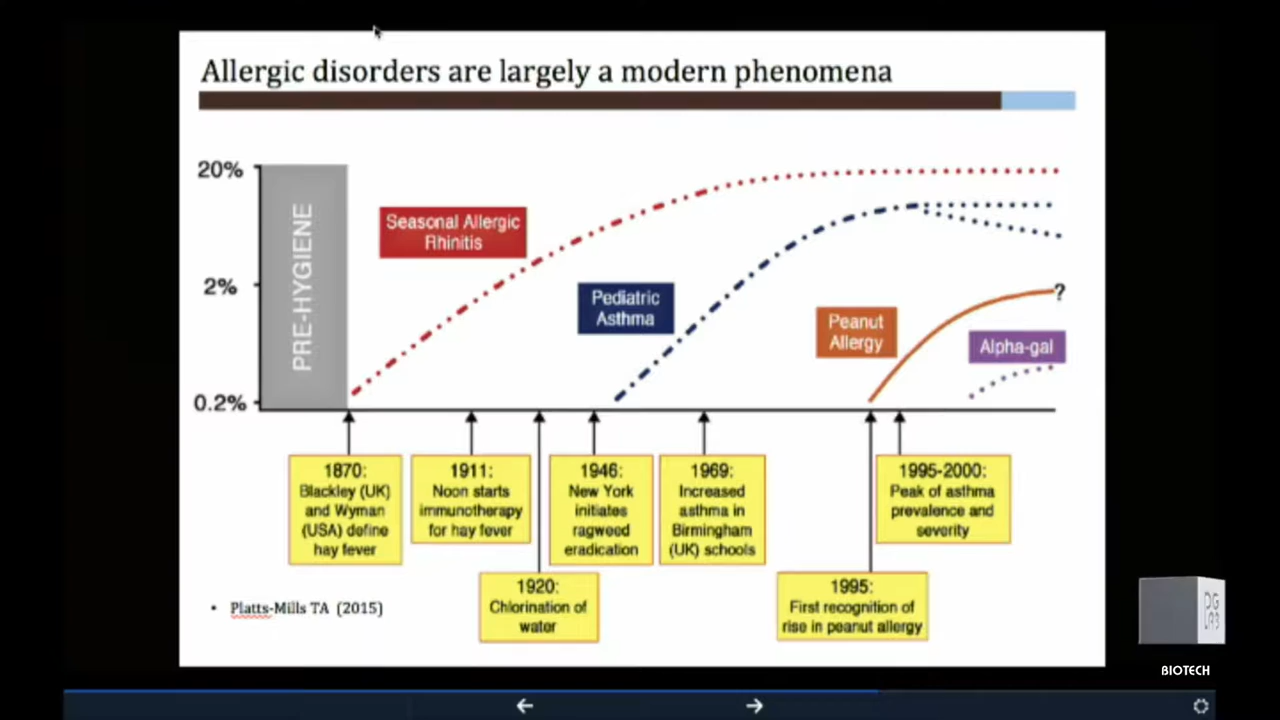 Allergic disorders are largely a modern phenomena
20%
2%
0.2%
PRE-HYGIENE
Seasonal Allergic
Rhinitis
Pediatric
Asthma
Peanut
Allergy
Alpha-gal
?
1870:
Blackley (UK)
and Wyman
(USA) define
hay fever
1911:
Noon starts
immunotherapy
for hay fever
1920:
Chlorination of
water
1946:
New York
initiates
ragweed
eradication
1969:
Increased
asthma in
Birmingham
(UK) schools
1995:
First recognition of
rise in peanut allergy
1995-2000:
Peak of asthma
prevalence and
severity
• Platts-Mills TA (2015)
DG
LAB
BIOTECH